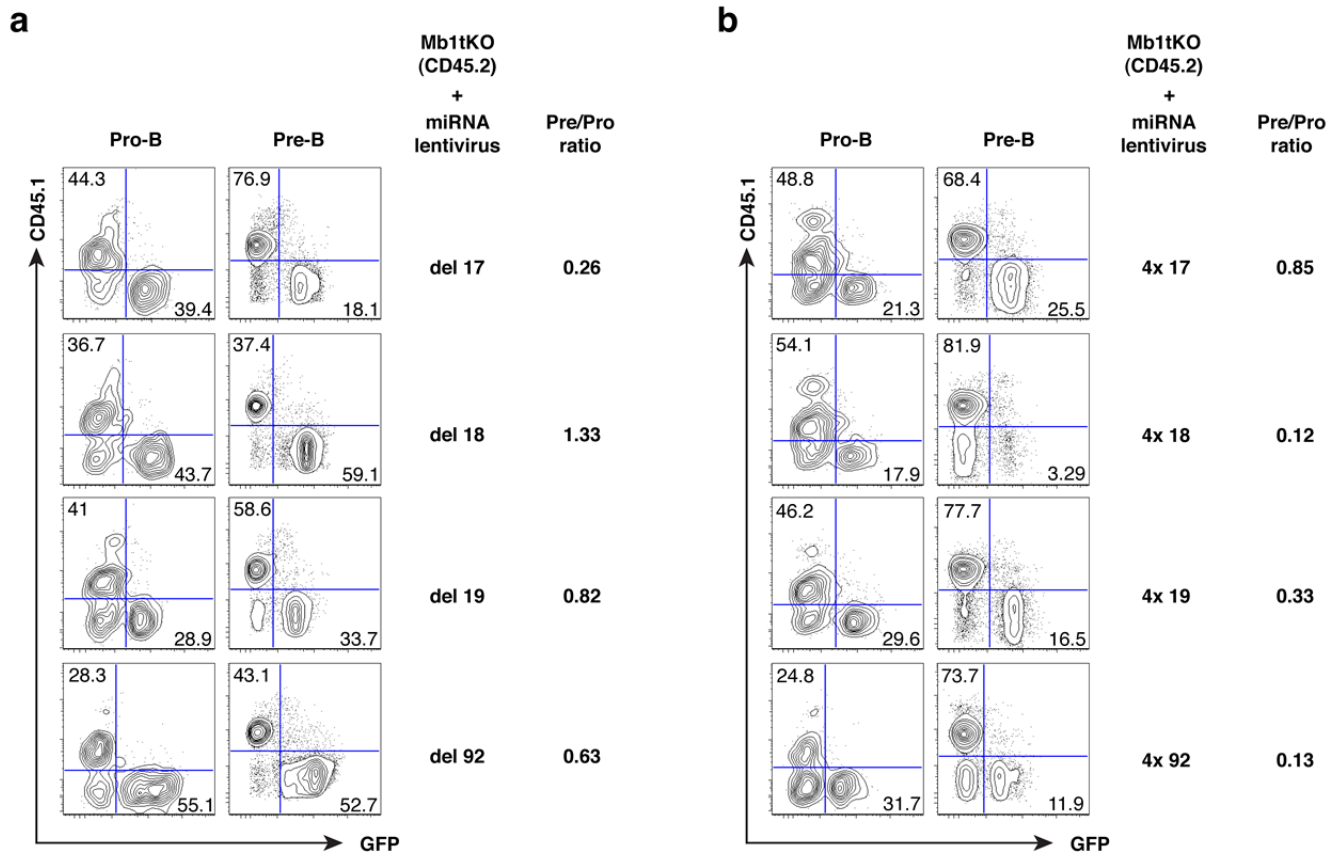 a
Mb1tKO
(CD45.2)
+
miRNA
lentivirus
Pre/Pro
ratio
Pro-B
Pre-B
CD45.1
44.3
39.4
76.9
18.1
del 17
0.26
36.7
43.7
37.4
59.1
del 18
1.33
41
28.9
58.6
33.7
del 19
0.82
28.3
55.1
43.1
52.7
del 92
0.63
GFP
b
Mb1tKO
(CD45.2)
+
miRNA
lentivirus
Pre/Pro
ratio
Pro-B
Pre-B
CD45.1
48.8
21.3
68.4
25.5
4x 17
0.85
54.1
17.9
81.9
3.29
4x 18
0.12
46.2
29.6
77.7
16.5
4x 19
0.33
24.8
31.7
73.7
11.9
4x 92
0.13
GFP